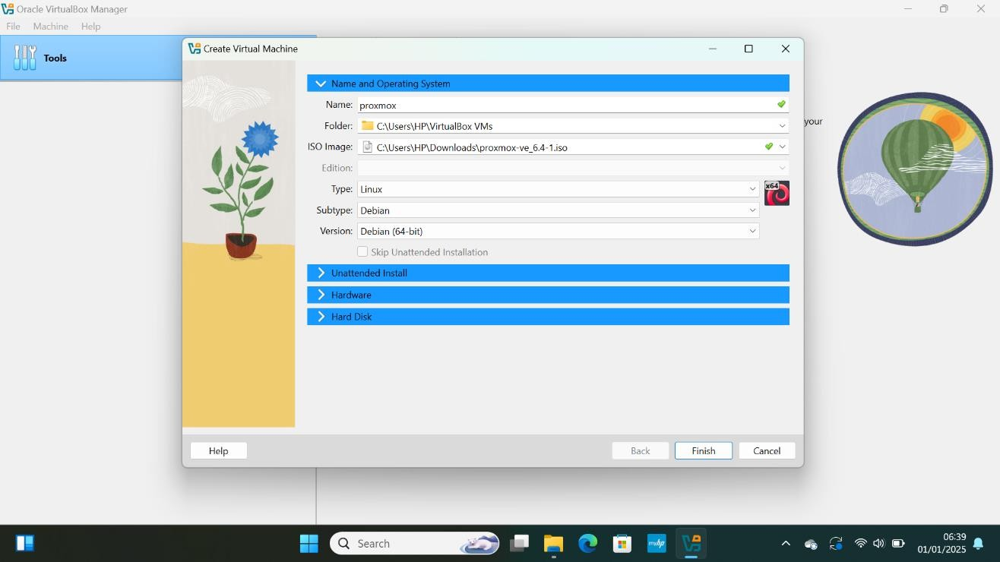 Oracle VirtualBox Manager
File Machine Help
Tools
Create Virtual Machine
Name and Operating System
Name: proxmox
Folder: C:\Users\HP\VirtualBox VMs
your
ISO Image: C:\Users\HP\Downloads\proxmox-ve_6.4-1.iso
Edition:
Type: Linux
x64
Subtype: Debian
Version: Debian (64-bit)
Skip Unattended Installation
Unattended Install
Hardware
Hard Disk
Help Back Finish Cancel
Search
myhp
06:39
01/01/2025